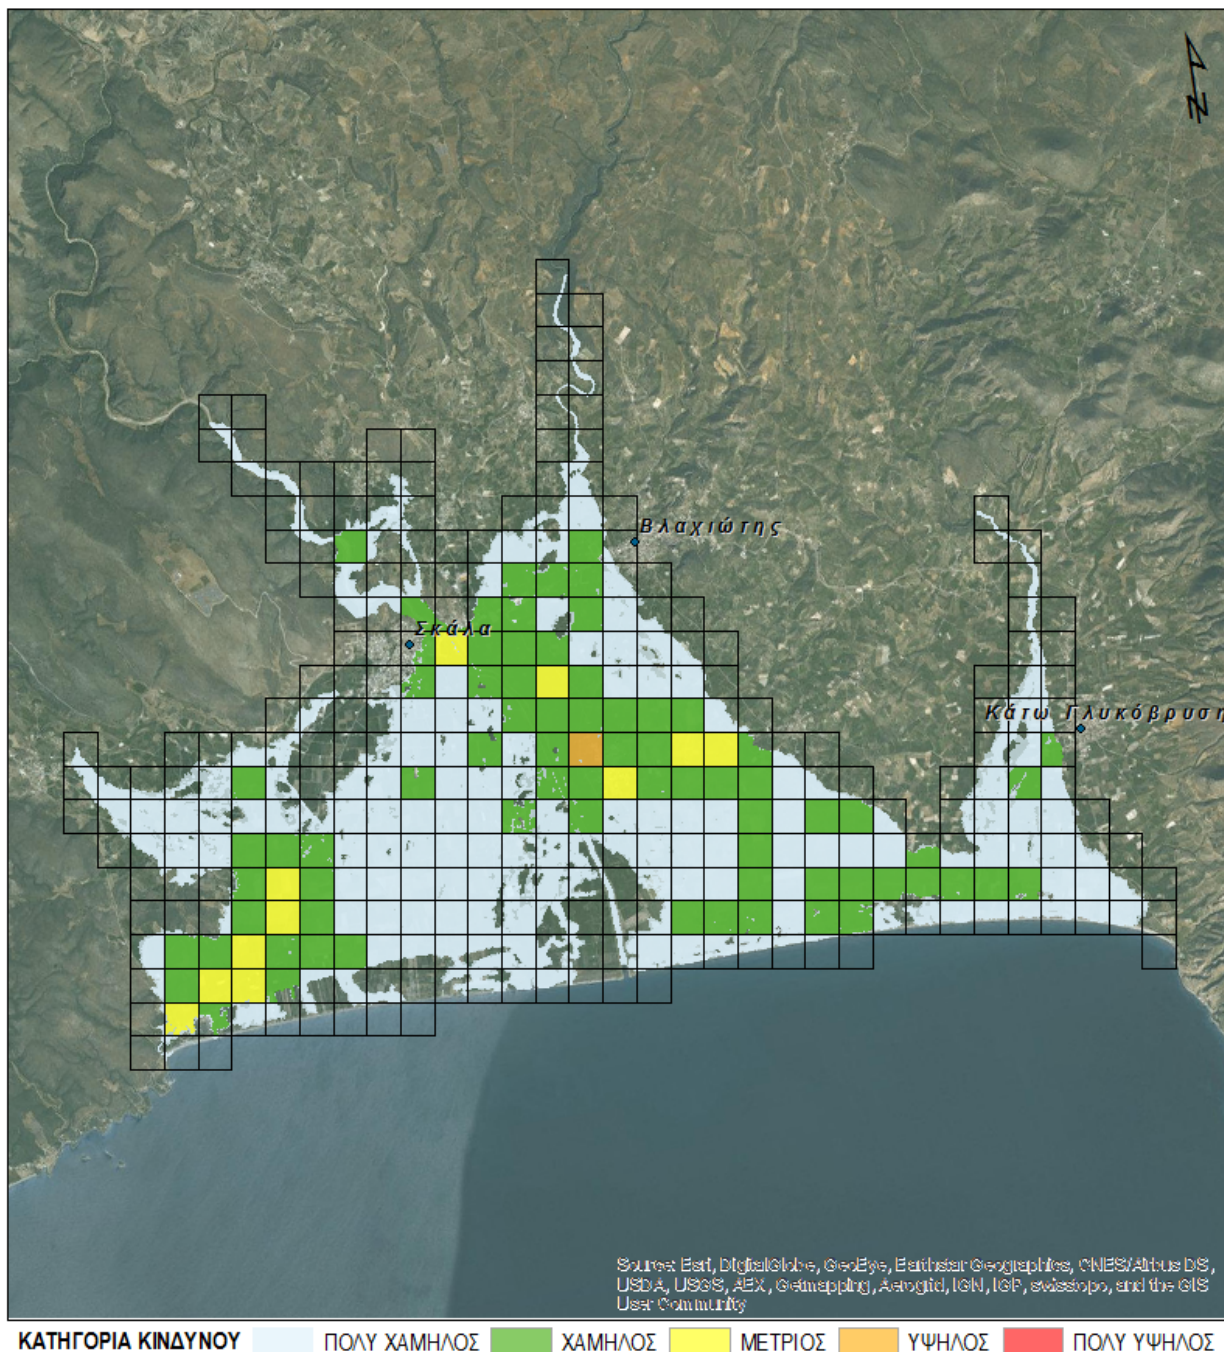 N
Βλαχιώτης
Σκάλα
Κάτω Γλυκόβρυση
Source: Esri, DigitalGlobe, GeoEye, Earthstar Geographics, CNES/Airbus DS,
USDA, USGS, AEX, Getmapping, Aerogrid, IGN, IGP, swisstopo, and the GIS
User Community
ΚΑΤΗΓΟΡΙΑ ΚΙΝΔΥΝΟΥ ΠΟΛΥ ΧΑΜΗΛΟΣ ΧΑΜΗΛΟΣ ΜΕΤΡΙΟΣ ΥΨΗΛΟΣ ΠΟΛΥ ΥΨΗΛΟΣ